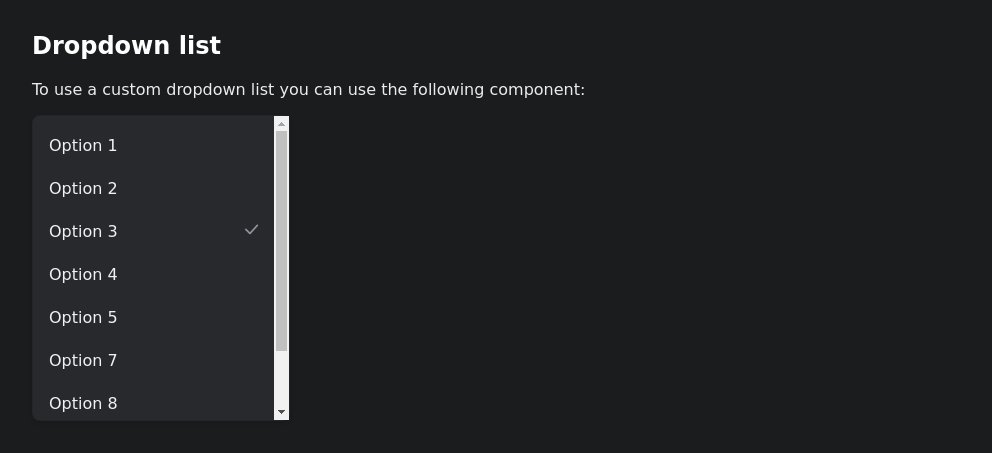 Dropdown list
To use a custom dropdown list you can use the following component:
Option 1
Option 2
Option 3
Option 4
Option 5
Option 7
Option 8